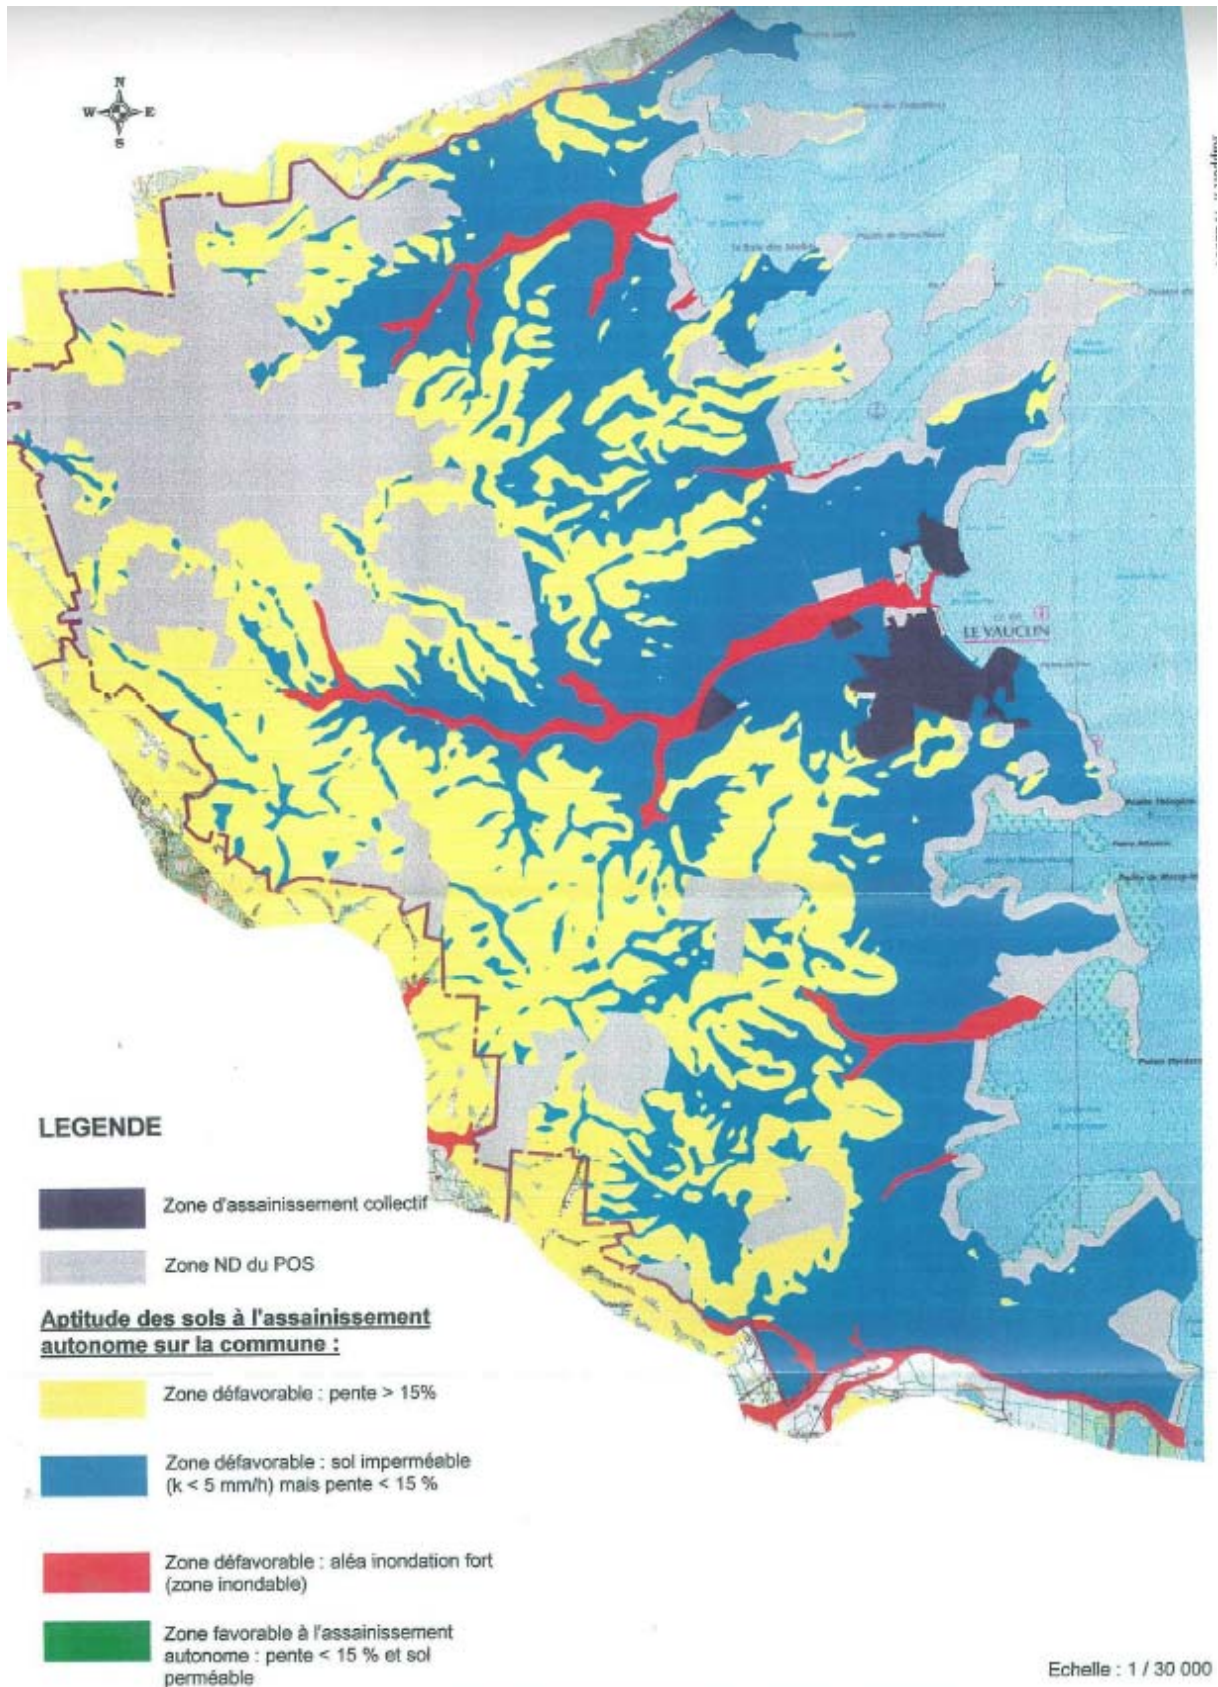 N
W E
S
LE VAUCLIN
LEGENDE
Zone d'assainissement collectif
Zone ND du POS
Aptitude des sols à l'assainissement
autonome sur la commune :
Zone défavorable : pente > 15%
Zone défavorable : sol imperméable
(k < 5 mm/h) mais pente < 15 %
Zone défavorable : aléa inondation fort
(zone inondable)
Zone favorable à l'assainissement
autonome : pente < 15 % et sol
perméable
Echelle : 1 / 30 000